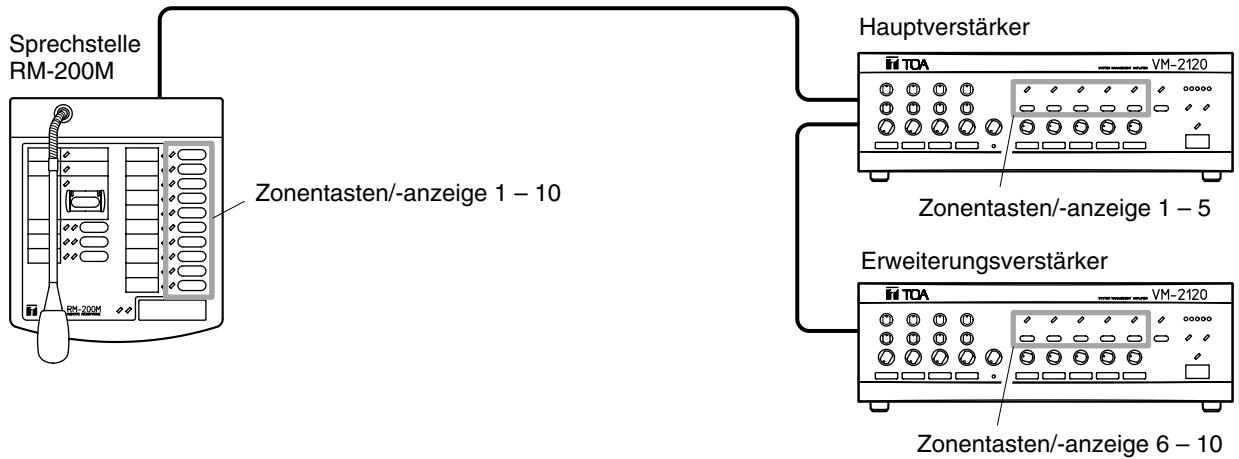 Sprechstelle
RM-200M
Zonentasten/-anzeige 1 – 10
RM-200M
Hauptverstärker
TOA
VM-2120
Zonentasten/-anzeige 1 – 5
Erweiterungsverstärker
TOA
VM-2120
Zonentasten/-anzeige 6 – 10